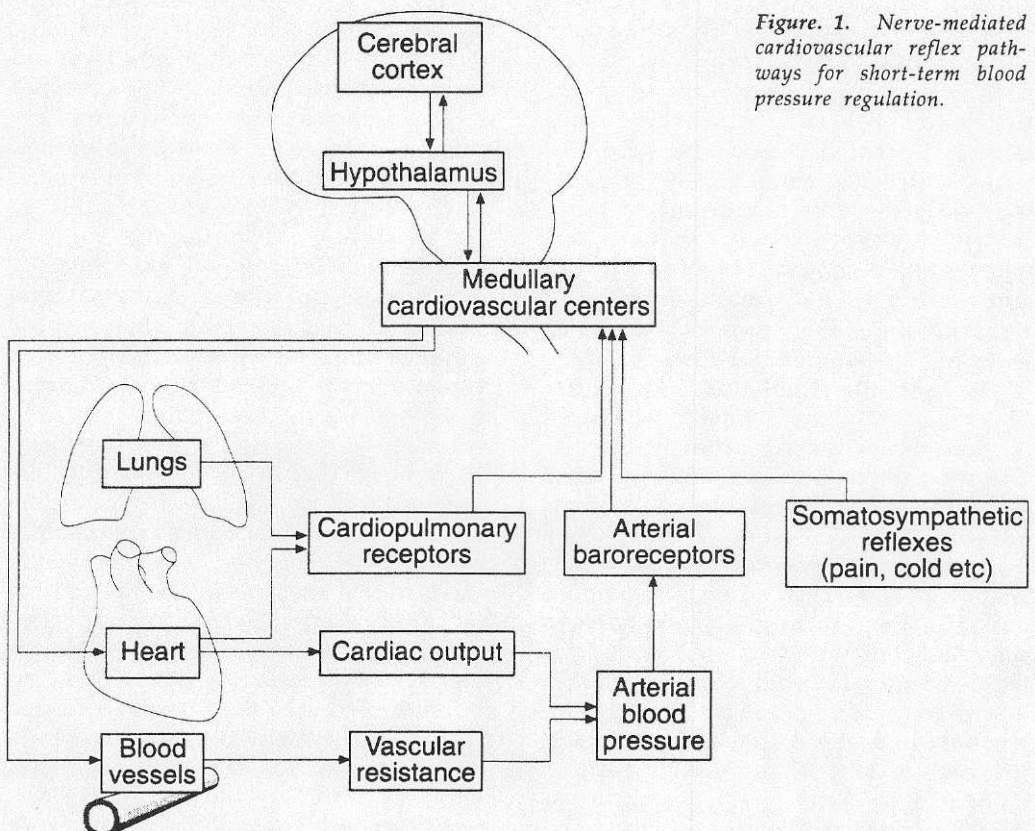 Figure. 1. Nerve-mediated
cardiovascular reflex path-
ways for short-term blood
pressure regulation.
Cerebral
cortex
Hypothalamus
Medullary
cardiovascular centers
Lungs
Cardiopulmonary
receptors
Arterial
baroreceptors
Somatosympathetic
reflexes
(pain, cold etc)
Heart
Cardiac output
Arterial
blood
pressure
Blood
vessels
Vascular
resistance